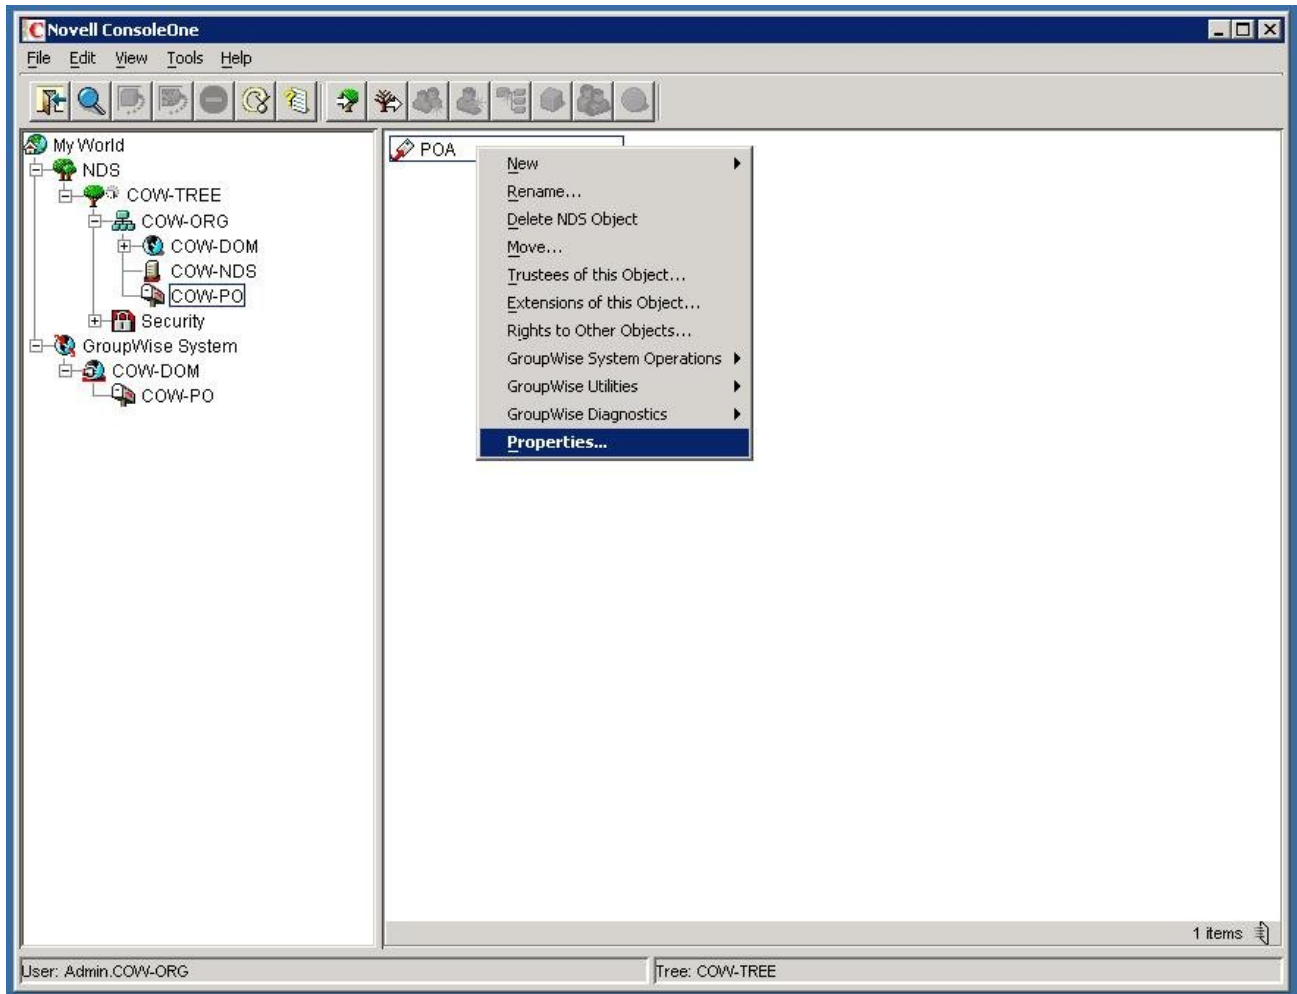 Novell ConsoleOne
File Edit View Tools Help
My World
NDS
COW-TREE
COW-ORG
COW-DOM
COW-NDS
COW-PO
Security
GroupWise System
COW-DOM
COW-PO
POA
New
Rename...
Delete NDS Object
Move...
Trustees of this Object...
Extensions of this Object...
Rights to Other Objects...
GroupWise System Operations
GroupWise Utilities
GroupWise Diagnostics
Properties...
1 items
User: Admin.COW-ORG
Tree: COW-TREE